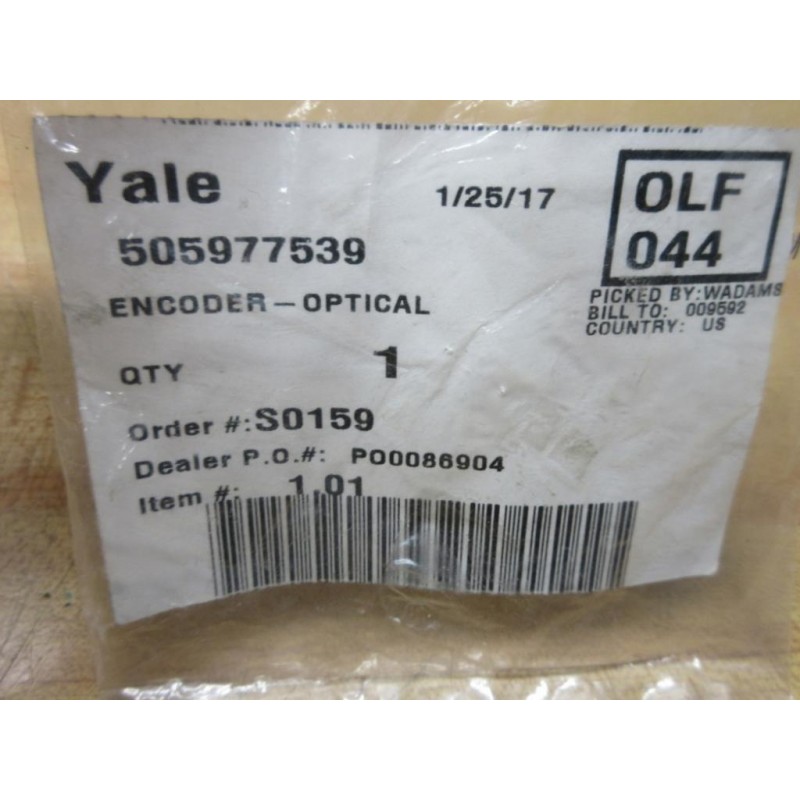 Yale
1/25/17
OLF
044
505977539
ENCODER-OPTICAL
PICKED BY:WADAMS
BILL TO: 009592
COUNTRY: US
QTY 1
Order #:S0159
Dealer P.O.#: P00086904
Item #: 1.01